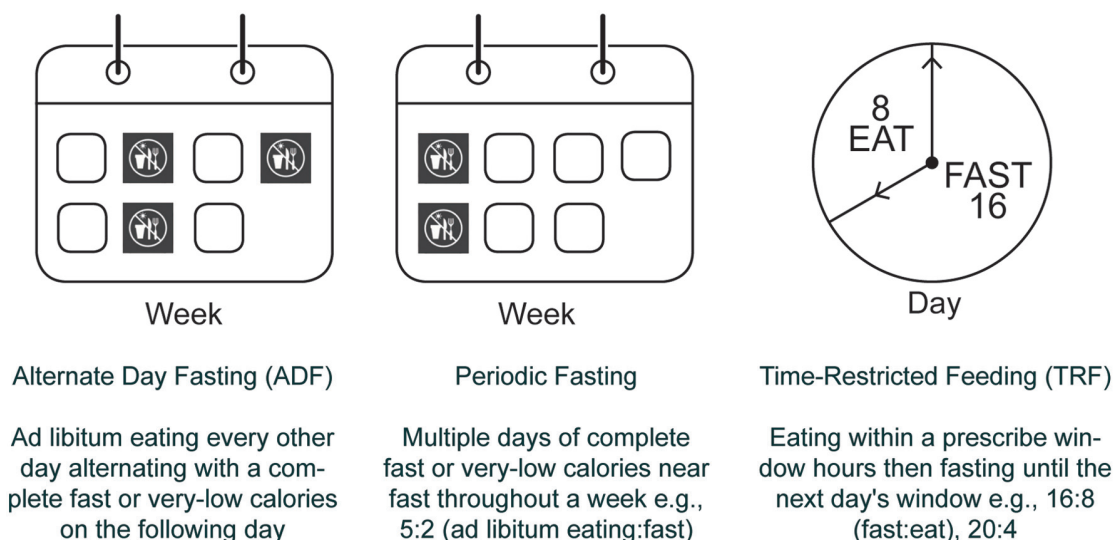 Week
Alternate Day Fasting (ADF)
Ad libitum eating every other
day alternating with a com-
plete fast or very-low calories
on the following day
Week
Periodic Fasting
Multiple days of complete
fast or very-low calories near
fast throughout a week e.g.,
5:2 (ad libitum eating:fast)
8
EAT
FAST
16
Day
Time-Restricted Feeding (TRF)
Eating within a prescribe win-
dow hours then fasting until the
next day's window e.g., 16:8
(fast:eat), 20:4